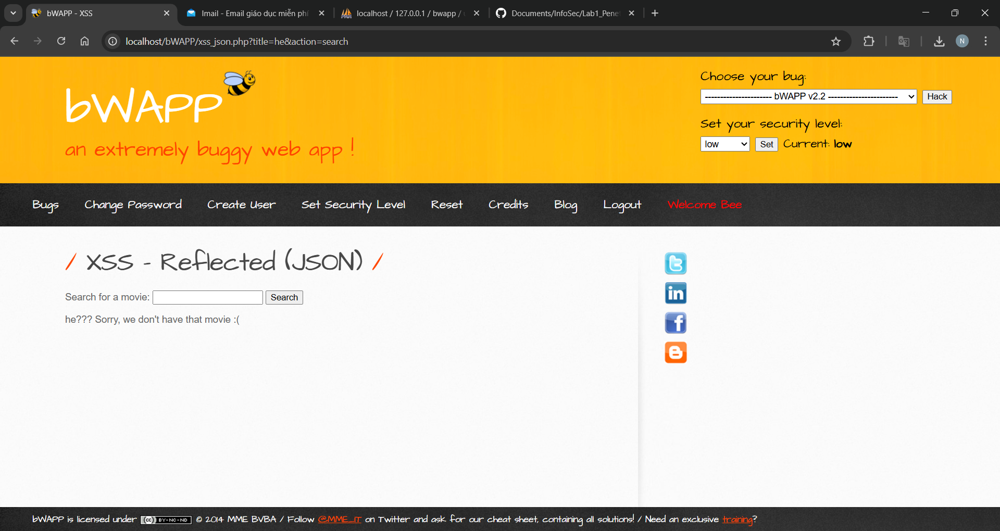 bWAPP - XSS
Imail - Email giáo dục miễn phí
localhost / 127.0.0.1 / bwapp /
Documents/InfoSec/Lab1_Pene
localhost/bWAPP/xss_json.php?title=he&action=search
N
bWAPP
an extremely buggy web app !
Choose your bug:
---------------------- bWAPP v2.2 -----------------------
Hack
Set your security level:
low
Set
Current: low
Bugs
Change Password
Create User
Set Security Level
Reset
Credits
Blog
Logout
Welcome Bee
/ XSS - Reflected (JSON) /
Search for a movie:
Search
he??? Sorry, we don't have that movie :(
bWAPP is licensed under (cc) BY-NC-ND © 2014 MME BVBA / Follow @MME_IT on Twitter and ask for our cheat sheet, containing all solutions! / Need an exclusive training?